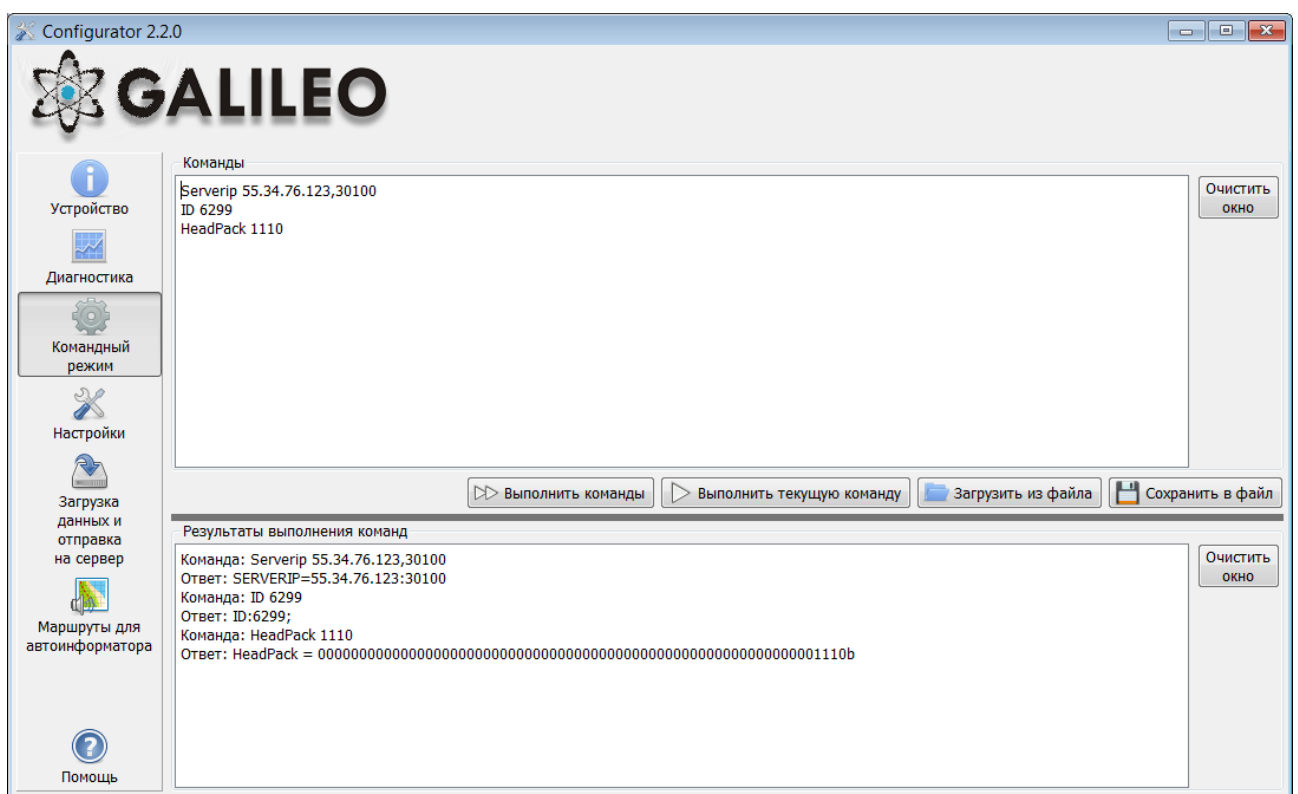 Configurator 2.2.0
GALILEO
Устройство
Диагностика
Командный
режим
Настройки
Загрузка
данных и
отправка
на сервер
Маршруты для
автоинформатора
Помощь
Команды
Serverip 55.34.76.123,30100
ID 6299
HeadPack 1110
Очистить
окно
Выполнить команды
Выполнить текущую команду
Загрузить из файла
Сохранить в файл
Результаты выполнения команд
Команда: Serverip 55.34.76.123,30100
Ответ: SERVERIP=55.34.76.123:30100
Команда: ID 6299
Ответ: ID:6299;
Команда: HeadPack 1110
Ответ: HeadPack = 0000000000000000000000000000000000000000000000000000000000001110b
Очистить
окно